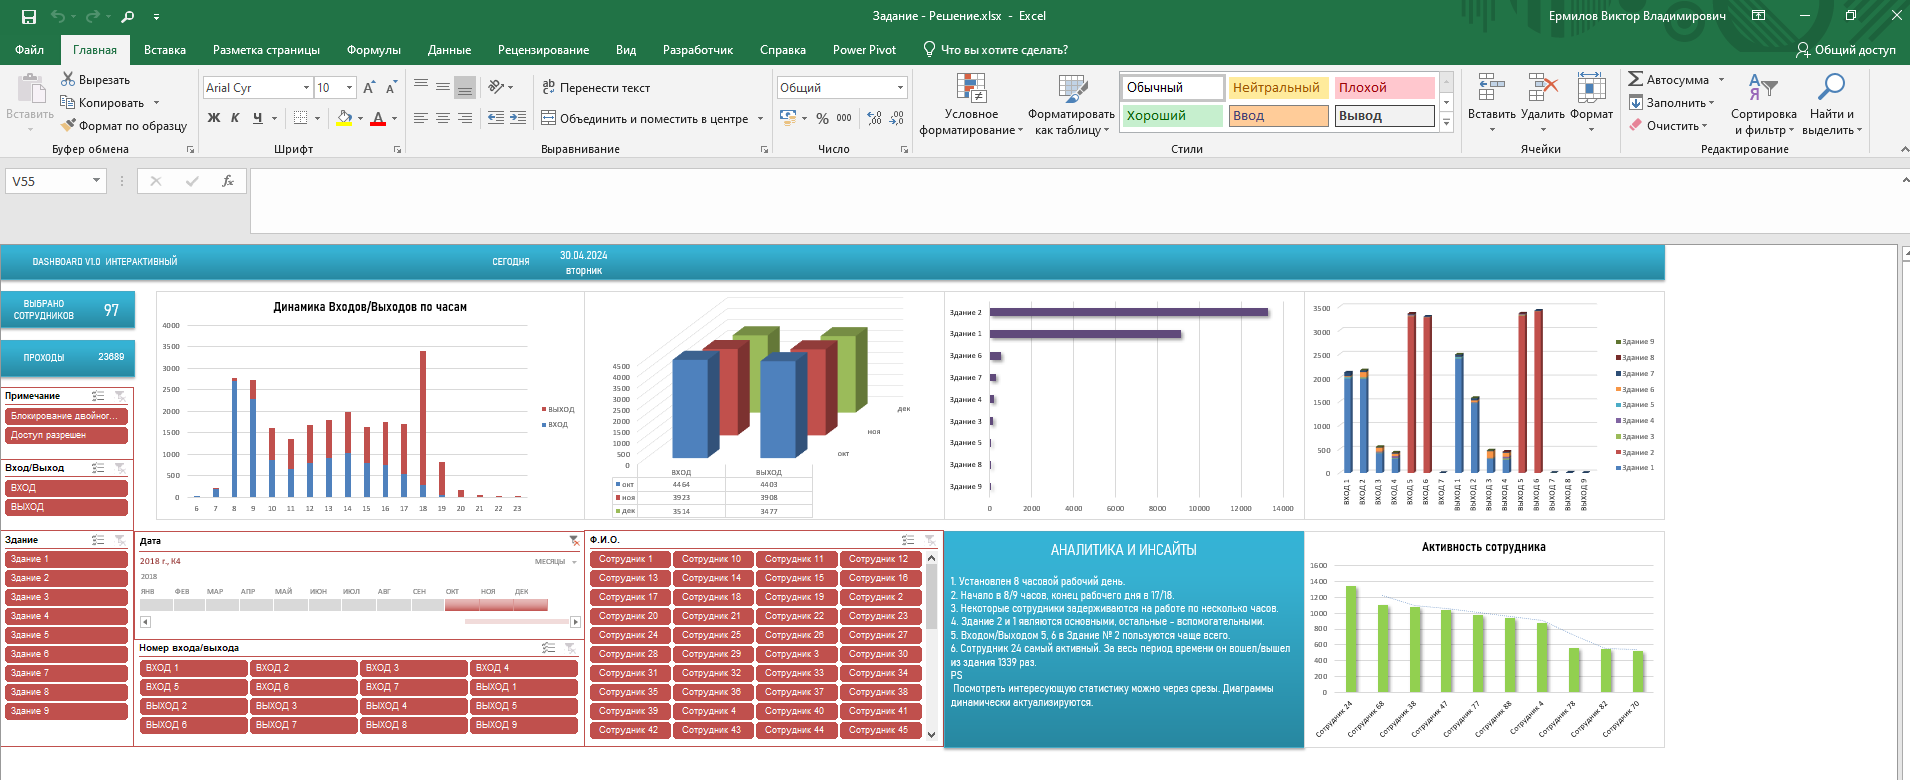 Задание - Решение.xlsx - Excel
Ермилов Виктор Владимирович
Файл Главная Вставка Разметка страницы Формулы Данные Рецензирование Вид Разработчик Справка Power Pivot Что вы хотите сделать? Общий доступ
Вставить
Вырезать
Копировать
Формат по образцу
Буфер обмена
Arial Cyr 10
Ж К Ч
Шрифт
Перенести текст
Объединить и поместить в центре
Выравнивание
Общий
% 000
Число
Условное форматирование
Форматировать как таблицу
Обычный Нейтральный Плохой
Хороший Ввод Вывод
Стили
Вставить Удалить Формат
Ячейки
Автосумма
Заполнить
Очистить
Сортировка и фильтр
Найти и выделить
Редактирование
V55
fx
DASHBOARD V1.0 ИНТЕРАКТИВНЫЙ
СЕГОДНЯ
30.04.2024
вторник
ВЫБРАНО
СОТРУДНИКОВ
97
ПРОХОДЫ 23689
Примечание
Блокирование двойног...
Доступ разрешен
Вход/Выход
ВХОД
ВЫХОД
Здание
Здание 1
Здание 2
Здание 3
Здание 4
Здание 5
Здание 6
Здание 7
Здание 8
Здание 9
Динамика Входов/Выходов по часам
4000
3500
3000
2500
2000
1500
1000
500
0
6 7 8 9 10 11 12 13 14 15 16 17 18 19 20 21 22 23
ВЫХОД
ВХОД
4500
4000
3500
3000
2500
2000
1500
1000
500
0
дек
ноя
окт
ВХОД ВЫХОД
окт 4464 4403
ноя 3923 3908
дек 3514 3477
Здание 2
Здание 1
Здание 6
Здание 7
Здание 4
Здание 3
Здание 5
Здание 8
Здание 9
0 2000 4000 6000 8000 10000 12000 14000
3500
3000
2500
2000
1500
1000
500
0
ВХОД 1 ВХОД 2 ВХОД 3 ВХОД 4 ВХОД 5 ВХОД 6 ВХОД 7 ВЫХОД 1 ВЫХОД 2 ВЫХОД 3 ВЫХОД 4 ВЫХОД 5 ВЫХОД 6 ВЫХОД 7 ВЫХОД 8 ВЫХОД 9
Здание 9
Здание 8
Здание 7
Здание 6
Здание 5
Здание 4
Здание 3
Здание 2
Здание 1
Дата
2018 г., К4
МЕСЯЦЫ
2018
ЯНВ ФЕВ МАР АПР МАЙ ИЮН ИЮЛ АВГ СЕН ОКТ НОЯ ДЕК
Номер входа/выхода
ВХОД 1 ВХОД 2 ВХОД 3 ВХОД 4
ВХОД 5 ВХОД 6 ВХОД 7 ВЫХОД 1
ВЫХОД 2 ВЫХОД 3 ВЫХОД 4 ВЫХОД 5
ВЫХОД 6 ВЫХОД 7 ВЫХОД 8 ВЫХОД 9
Ф.И.О.
Сотрудник 1 Сотрудник 10 Сотрудник 11 Сотрудник 12
Сотрудник 13 Сотрудник 14 Сотрудник 15 Сотрудник 16
Сотрудник 17 Сотрудник 18 Сотрудник 19 Сотрудник 2
Сотрудник 20 Сотрудник 21 Сотрудник 22 Сотрудник 23
Сотрудник 24 Сотрудник 25 Сотрудник 26 Сотрудник 27
Сотрудник 28 Сотрудник 29 Сотрудник 3 Сотрудник 30
Сотрудник 31 Сотрудник 32 Сотрудник 33 Сотрудник 34
Сотрудник 35 Сотрудник 36 Сотрудник 37 Сотрудник 38
Сотрудник 39 Сотрудник 4 Сотрудник 40 Сотрудник 41
Сотрудник 42 Сотрудник 43 Сотрудник 44 Сотрудник 45
АНАЛИТИКА И ИНСАЙТЫ
1. Установлен 8 часовой рабочий день.
2. Начало в 8/9 часов, конец рабочего дня в 17/18.
3. Некоторые сотрудники задерживаются на работе по несколько часов.
4. Здание 2 и 1 являются основными, остальные - вспомогательными.
5. Входом/Выходом 5, 6 в Здание № 2 пользуются чаще всего.
6. Сотрудник 24 самый активный. За весь период времени он вошел/вышел
из здания 1339 раз.
PS
Посмотреть интересующую статистику можно через срезы. Диаграммы
динамически актуализируются.
Активность сотрудника
1600
1400
1200
1000
800
600
400
200
0
Сотрудник 24 Сотрудник 68 Сотрудник 38 Сотрудник 47 Сотрудник 77 Сотрудник 88 Сотрудник 4 Сотрудник 78 Сотрудник 82 Сотрудник 70